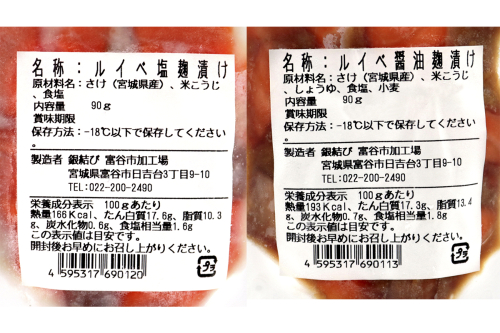 名称：ルイベ塩麹漬け
原材料名：さけ（宮城県産）、米こうじ
、食塩
内容量 90g
賞味期限
保存方法：-18℃以下で保存してください
。
製造者 銀結び 富谷市加工場
宮城県富谷市日吉台3丁目9-10
TEL:022-200-2490
栄養成分表示 100gあたり
熱量166Kcal、たん白質17.6g、脂質10.3
g、炭水化物0.6g、食塩相当量1.6g
この表示値は目安です。
開封後お早めにお召し上がりください。
4 595317 690120
プラ
名称：ルイベ醤油麹漬け
原材料名：さけ（宮城県産）、米こうじ
、しょうゆ、食塩、小麦
内容量 90g
賞味期限
保存方法：-18℃以下で保存してください
。
製造者 銀結び 富谷市加工場
宮城県富谷市日吉台3丁目9-10
TEL:022-200-2490
栄養成分表示 100gあたり
熱量193Kcal、たん白質17.3g、脂質13.4
g、炭水化物0.7g、食塩相当量1.8g
この表示値は目安です。
開封後お早めにお召し上がりください。
4 595317 690113
プラ